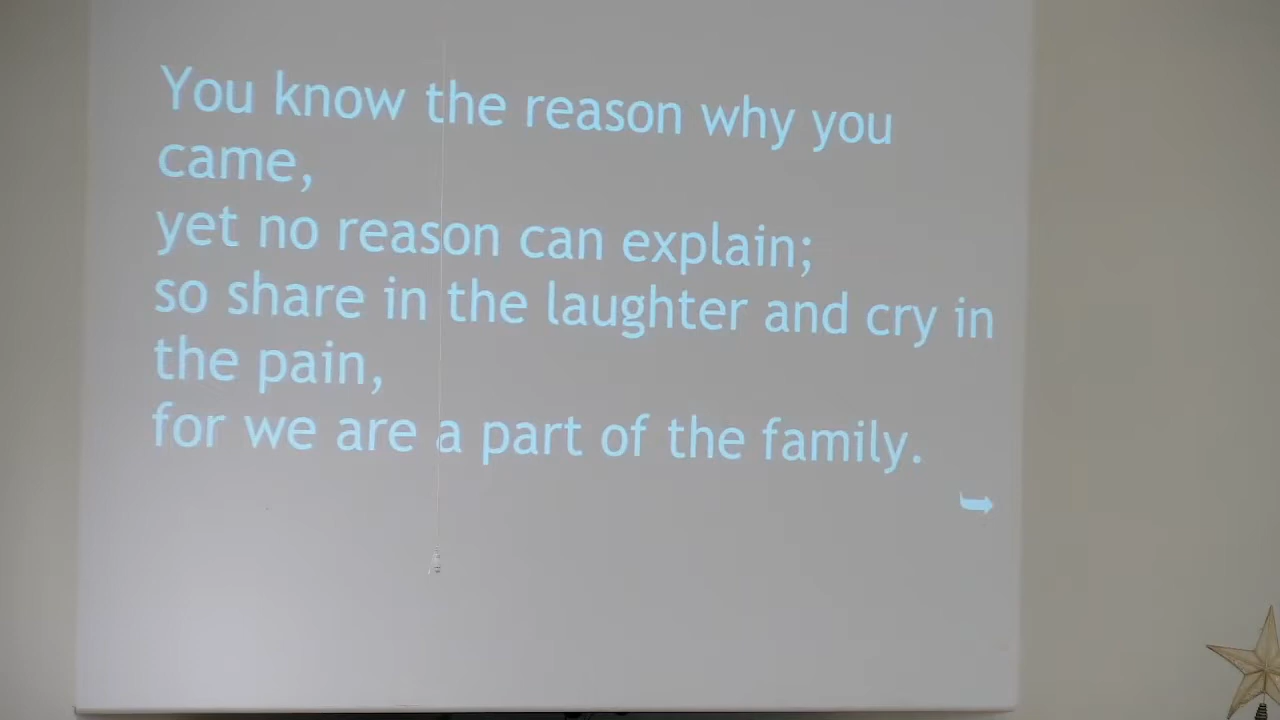 You know the reason why you
came,
yet no reason can explain;
so share in the laughter and cry in
the pain,
for we are a part of the family.